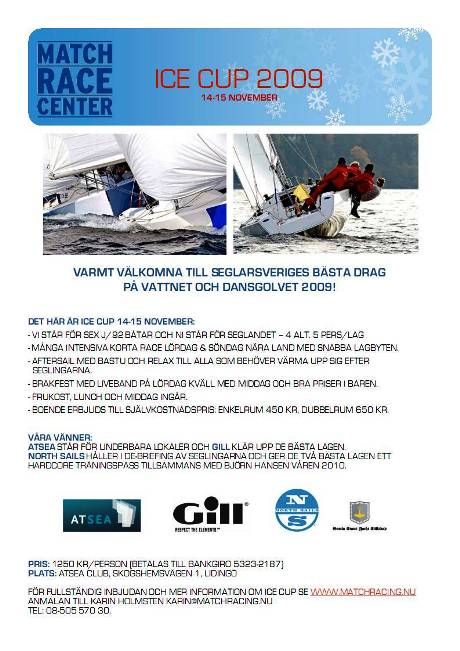 MATCH
RACE
CENTER
ICE CUP 2009
14-15 NOVEMBER
VARMT VÄLKOMNA TILL SEGLARSVERIGES BÄSTA DRAG
PÅ VATTNET OCH DANSGOLVET 2009!
DET HÄR ÄR ICE CUP 14-15 NOVEMBER:
- VI STÅR FÖR SEX J/92 BÅTAR OCH NI STÅR FÖR SEGLANDET – 4 ALT. 5 PERS/LAG
- MÅNGA INTENSIVA KORTA RACE LÖRDAG & SÖNDAG NÄRA LAND MED SNABBA LAGBYTEN.
- AFTERSAIL MED BASTU OCH RELAX TILL ALLA SOM BEHÖVER VÄRMA UPP SIG EFTER
SEGLINGARNA.
- BRAKFEST MED LIVEBAND PÅ LÖRDAG KVÄLL MED MIDDAG OCH BRA PRISER I BAREN.
- FRUKOST, LUNCH OCH MIDDAG INGÅR.
- BOENDE ERBJUDS TILL SJÄLVKOSTNADSPRIS: ENKELRUM 450 KR, DUBBELRUM 650 KR.
VÅRA VÄNNER:
ATSEA STÅR FÖR UNDERBARA LOKALER OCH GILL KLÄR UPP DE BÄSTA LAGEN.
NORTH SAILS HÅLLER I DE-BRIEFING AV SEGLINGARNA OCH GER DE TVÅ BÄSTA LAGEN ETT
HARDCORE TRÄNINGSPASS TILLSAMMANS MED BJÖRN HANSEN VÅREN 2010.
ATSEA
Gill
RESPECT THE ELEMENTS™
N
NORTH SAILS
S
PRIS: 1250 KR/PERSON (BETALAS TILL BANKGIRO 5323-2187)
PLATS: ATSEA CLUB, SKOGSHEMSVÄGEN 1, LIDINGÖ
FÖR FULLSTÄNDIG INBJUDAN OCH MER INFORMATION OM ICE CUP SE WWW.MATCHRACING.NU
ANMÄLAN TILL KARIN HOLMSTEN KARIN@MATCHRACING.NU
TEL: 08-505 570 30.